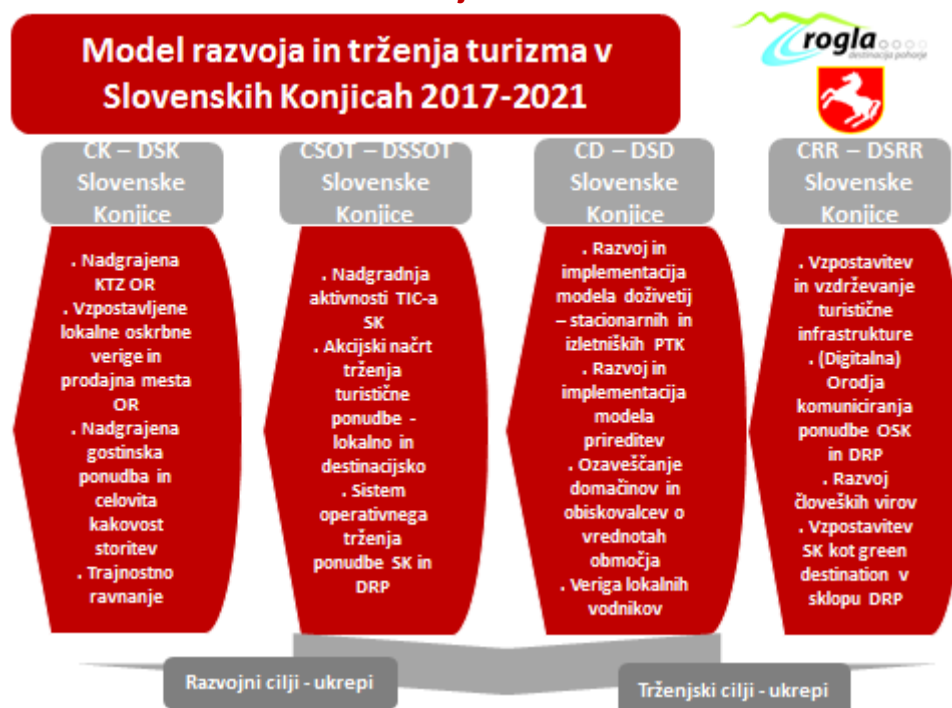 Model razvoja in trženja turizma v
Slovenskih Konjicah 2017-2021
rogla
destinacija pohorje
CK – DSK
Slovenske
Konjice
. Nadgrajena
KTZ OR
. Vzpostavljene
lokalne oskrbne
verige in
prodajna mesta
OR
. Nadgrajena
gostinska
ponudba in
celovita
kakovost
storitev
. Trajnostno
ravnanje
CSOT – DSSOT
Slovenske
Konjice
. Nadgradnja
aktivnosti TIC-a
SK
. Akcijski načrt
trženja
turistične
ponudbe -
lokalno in
destinacijsko
. Sistem
operativnega
trženja
ponudbe SK in
DRP
CD – DSD
Slovenske
Konjice
. Razvoj in
implementacija
modela doživetij
– stacionarnih in
izletniških PTK
. Razvoj in
implementacija
modela
prireditev
. Ozaveščanje
domačinov in
obiskovalcev o
vrednotah
območja
. Veriga lokalnih
vodnikov
CRR – DSRR
Slovenske
Konjice
. Vzpostavitev
in vzdrževanje
turistične
infrastrukture
. (Digitalna)
Orodja
komuniciranja
ponudbe OSK
in DRP
. Razvoj
človeških virov
. Vzpostavitev
SK kot green
destination v
sklopu DRP
Razvojni cilji - ukrepi
Trženjski cilji - ukrepi